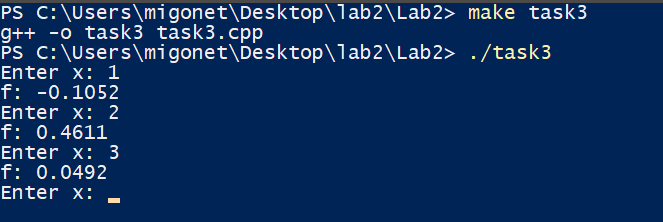 PS C:\Users\migonet\Desktop\lab2\Lab2> make task3
g++ -o task3 task3.cpp
PS C:\Users\migonet\Desktop\lab2\Lab2> ./task3
Enter x: 1
f: -0.1052
Enter x: 2
f: 0.4611
Enter x: 3
f: 0.0492
Enter x: